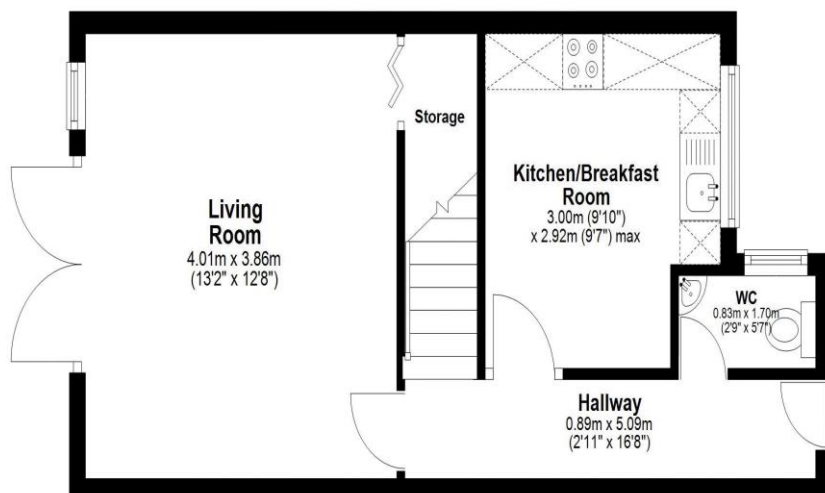 Living
Room
4.01m x 3.86m
(13'2" x 12'8")
Storage
Kitchen/Breakfast
Room
3.00m (9'10")
x 2.92m (9'7") max
WC
0.83m x 1.70m
(2'9" x 5'7")
Hallway
0.89m x 5.09m
(2'11" x 16'8")